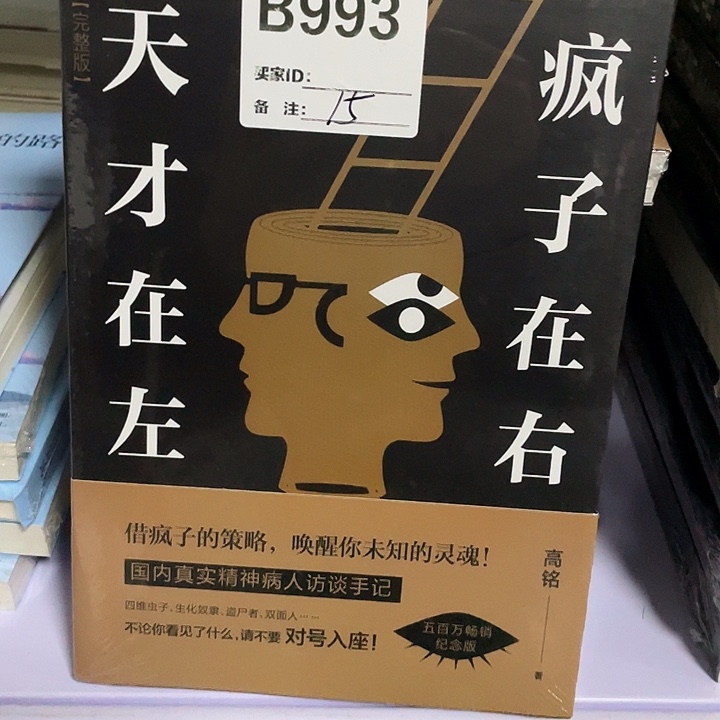 【完整版】
天才在左
疯子在右
B993
买家ID:
备 注: 15
借疯子的策略，唤醒你未知的灵魂！
国内真实精神病人访谈手记
四维虫子、生化奴隶、盗尸者、双面人……
不论你看见了什么，请不要 对号入座！
五百万畅销
纪念版
高铭
著